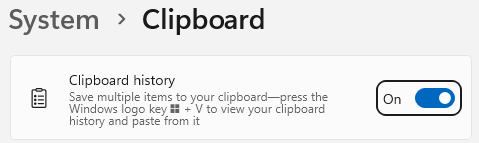 System > Clipboard
Clipboard history
Save multiple items to your clipboard—press the
Windows logo key + V to view your clipboard
history and paste from it
On